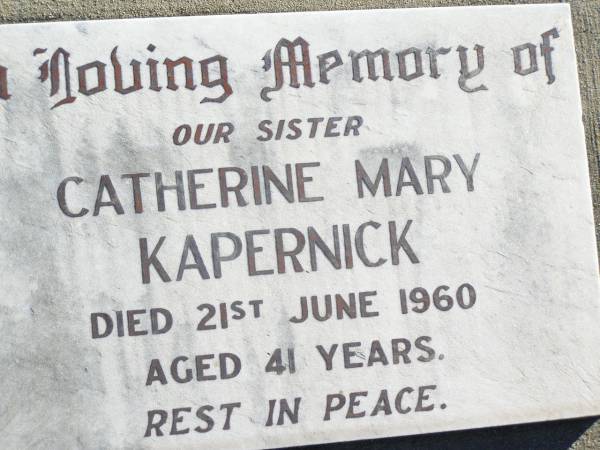 Loving Memory of
OUR SISTER
CATHERINE MARY
KAPERNICK
DIED 21ST JUNE 1960
AGED 41 YEARS.
REST IN PEACE.